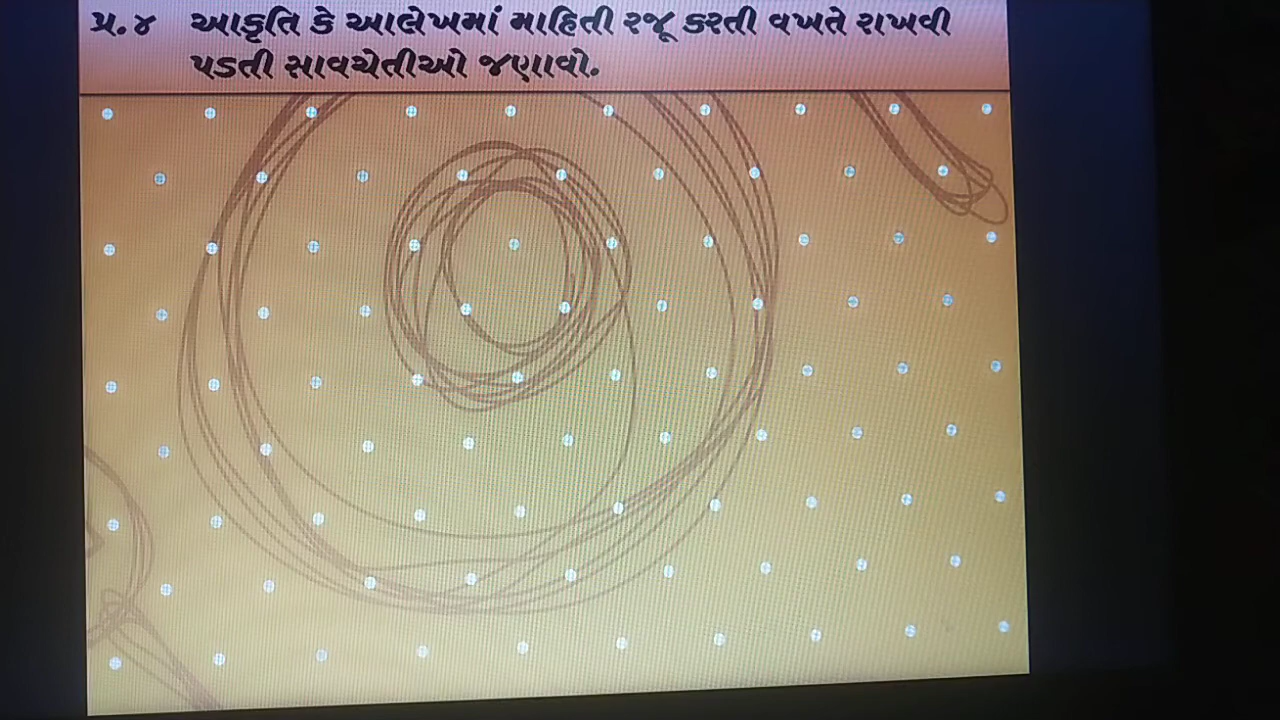 પ્ર.૪ આકૃતિ કે આલેખમાં માહિતી રજૂ કરતી વખતે રાખવી
પડતી સાવચેતીઓ જણાવો.